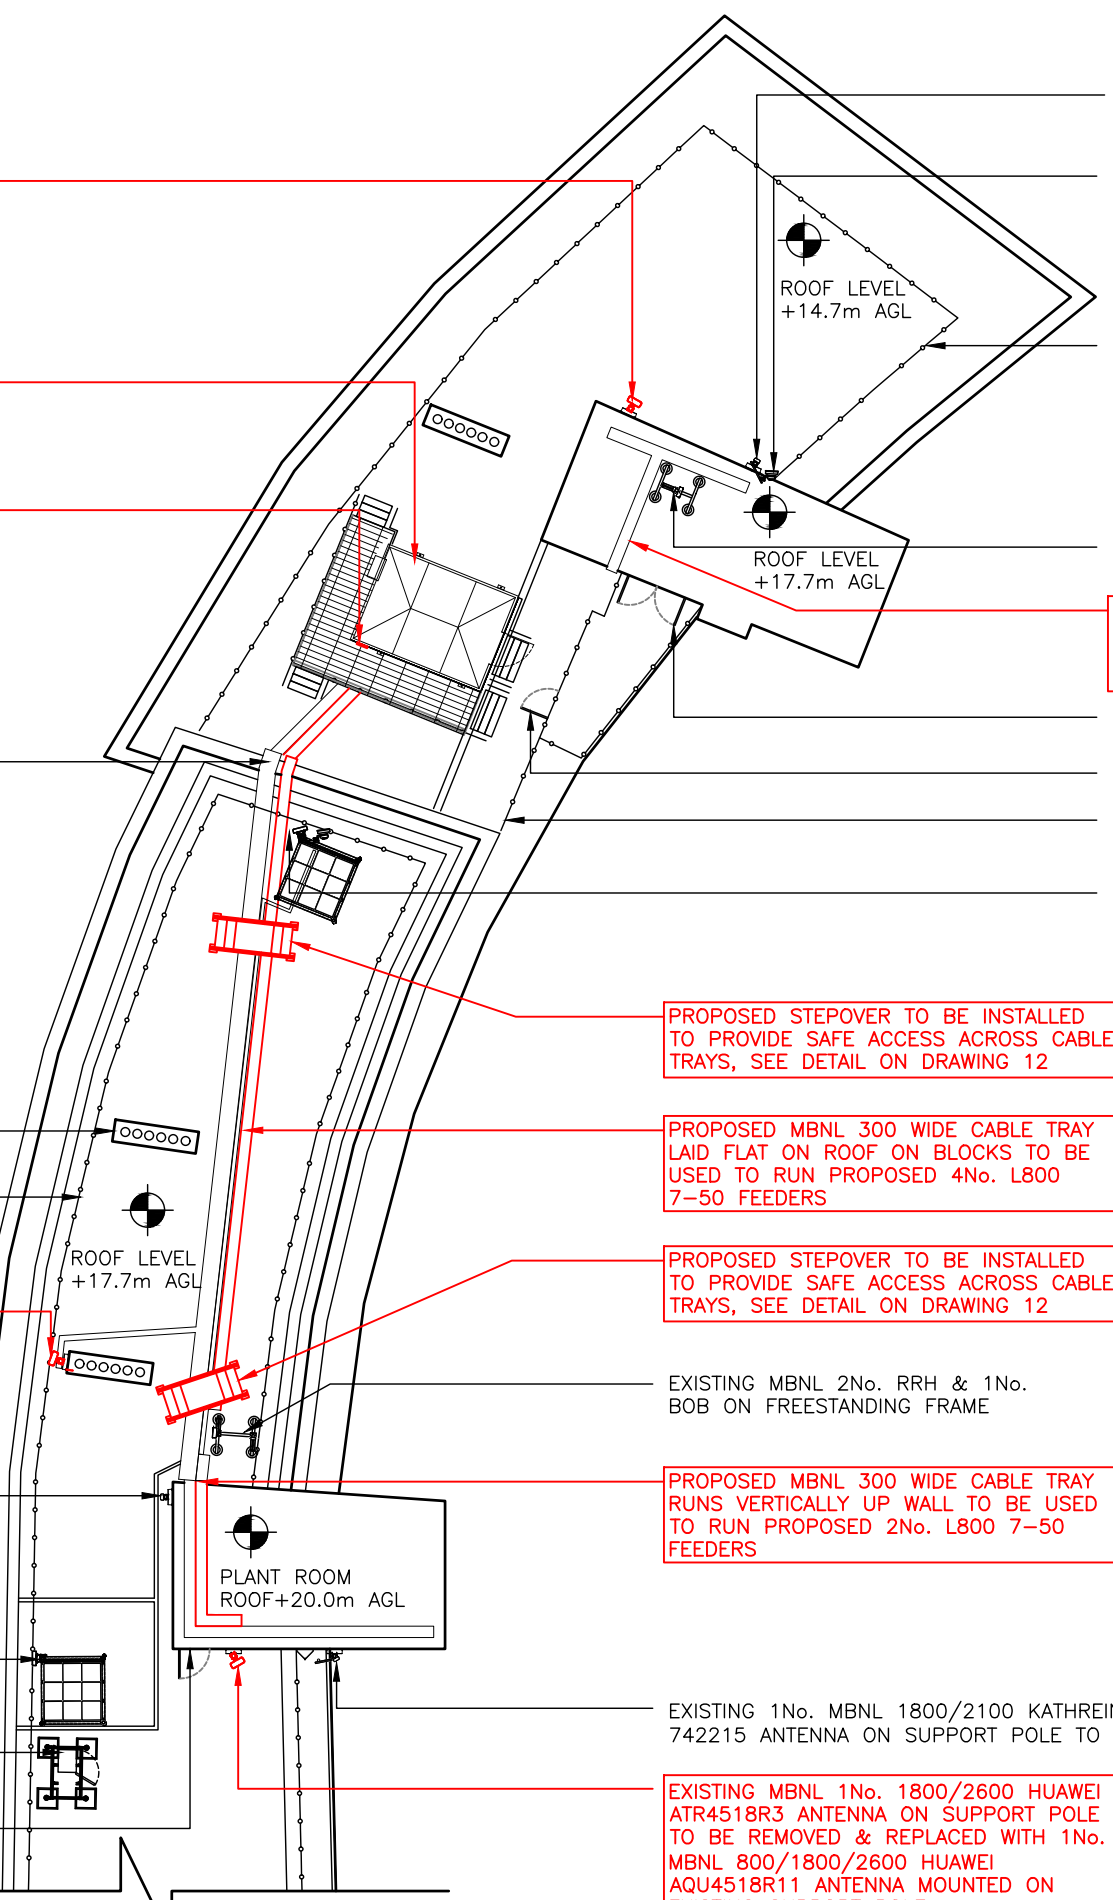 ROOF LEVEL
+14.7m AGL
ROOF LEVEL
+17.7m AGL
PROPOSED STEPOVER TO BE INSTALLED
TO PROVIDE SAFE ACCESS ACROSS CABLE
TRAYS, SEE DETAIL ON DRAWING 12
PROPOSED MBNL 300 WIDE CABLE TRAY
LAID FLAT ON ROOF ON BLOCKS TO BE
USED TO RUN PROPOSED 4No. L800
7-50 FEEDERS
ROOF LEVEL
+17.7m AGL
PROPOSED STEPOVER TO BE INSTALLED
TO PROVIDE SAFE ACCESS ACROSS CABLE
TRAYS, SEE DETAIL ON DRAWING 12
EXISTING MBNL 2No. RRH & 1No.
BOB ON FREESTANDING FRAME
PROPOSED MBNL 300 WIDE CABLE TRAY
RUNS VERTICALLY UP WALL TO BE USED
TO RUN PROPOSED 2No. L800 7-50
FEEDERS
PLANT ROOM
ROOF+20.0m AGL
EXISTING 1No. MBNL 1800/2100 KATHREIN
742215 ANTENNA ON SUPPORT POLE TO
EXISTING MBNL 1No. 1800/2600 HUAWEI
ATR4518R3 ANTENNA ON SUPPORT POLE
TO BE REMOVED & REPLACED WITH 1No.
MBNL 800/1800/2600 HUAWEI
AQU4518R11 ANTENNA MOUNTED ON